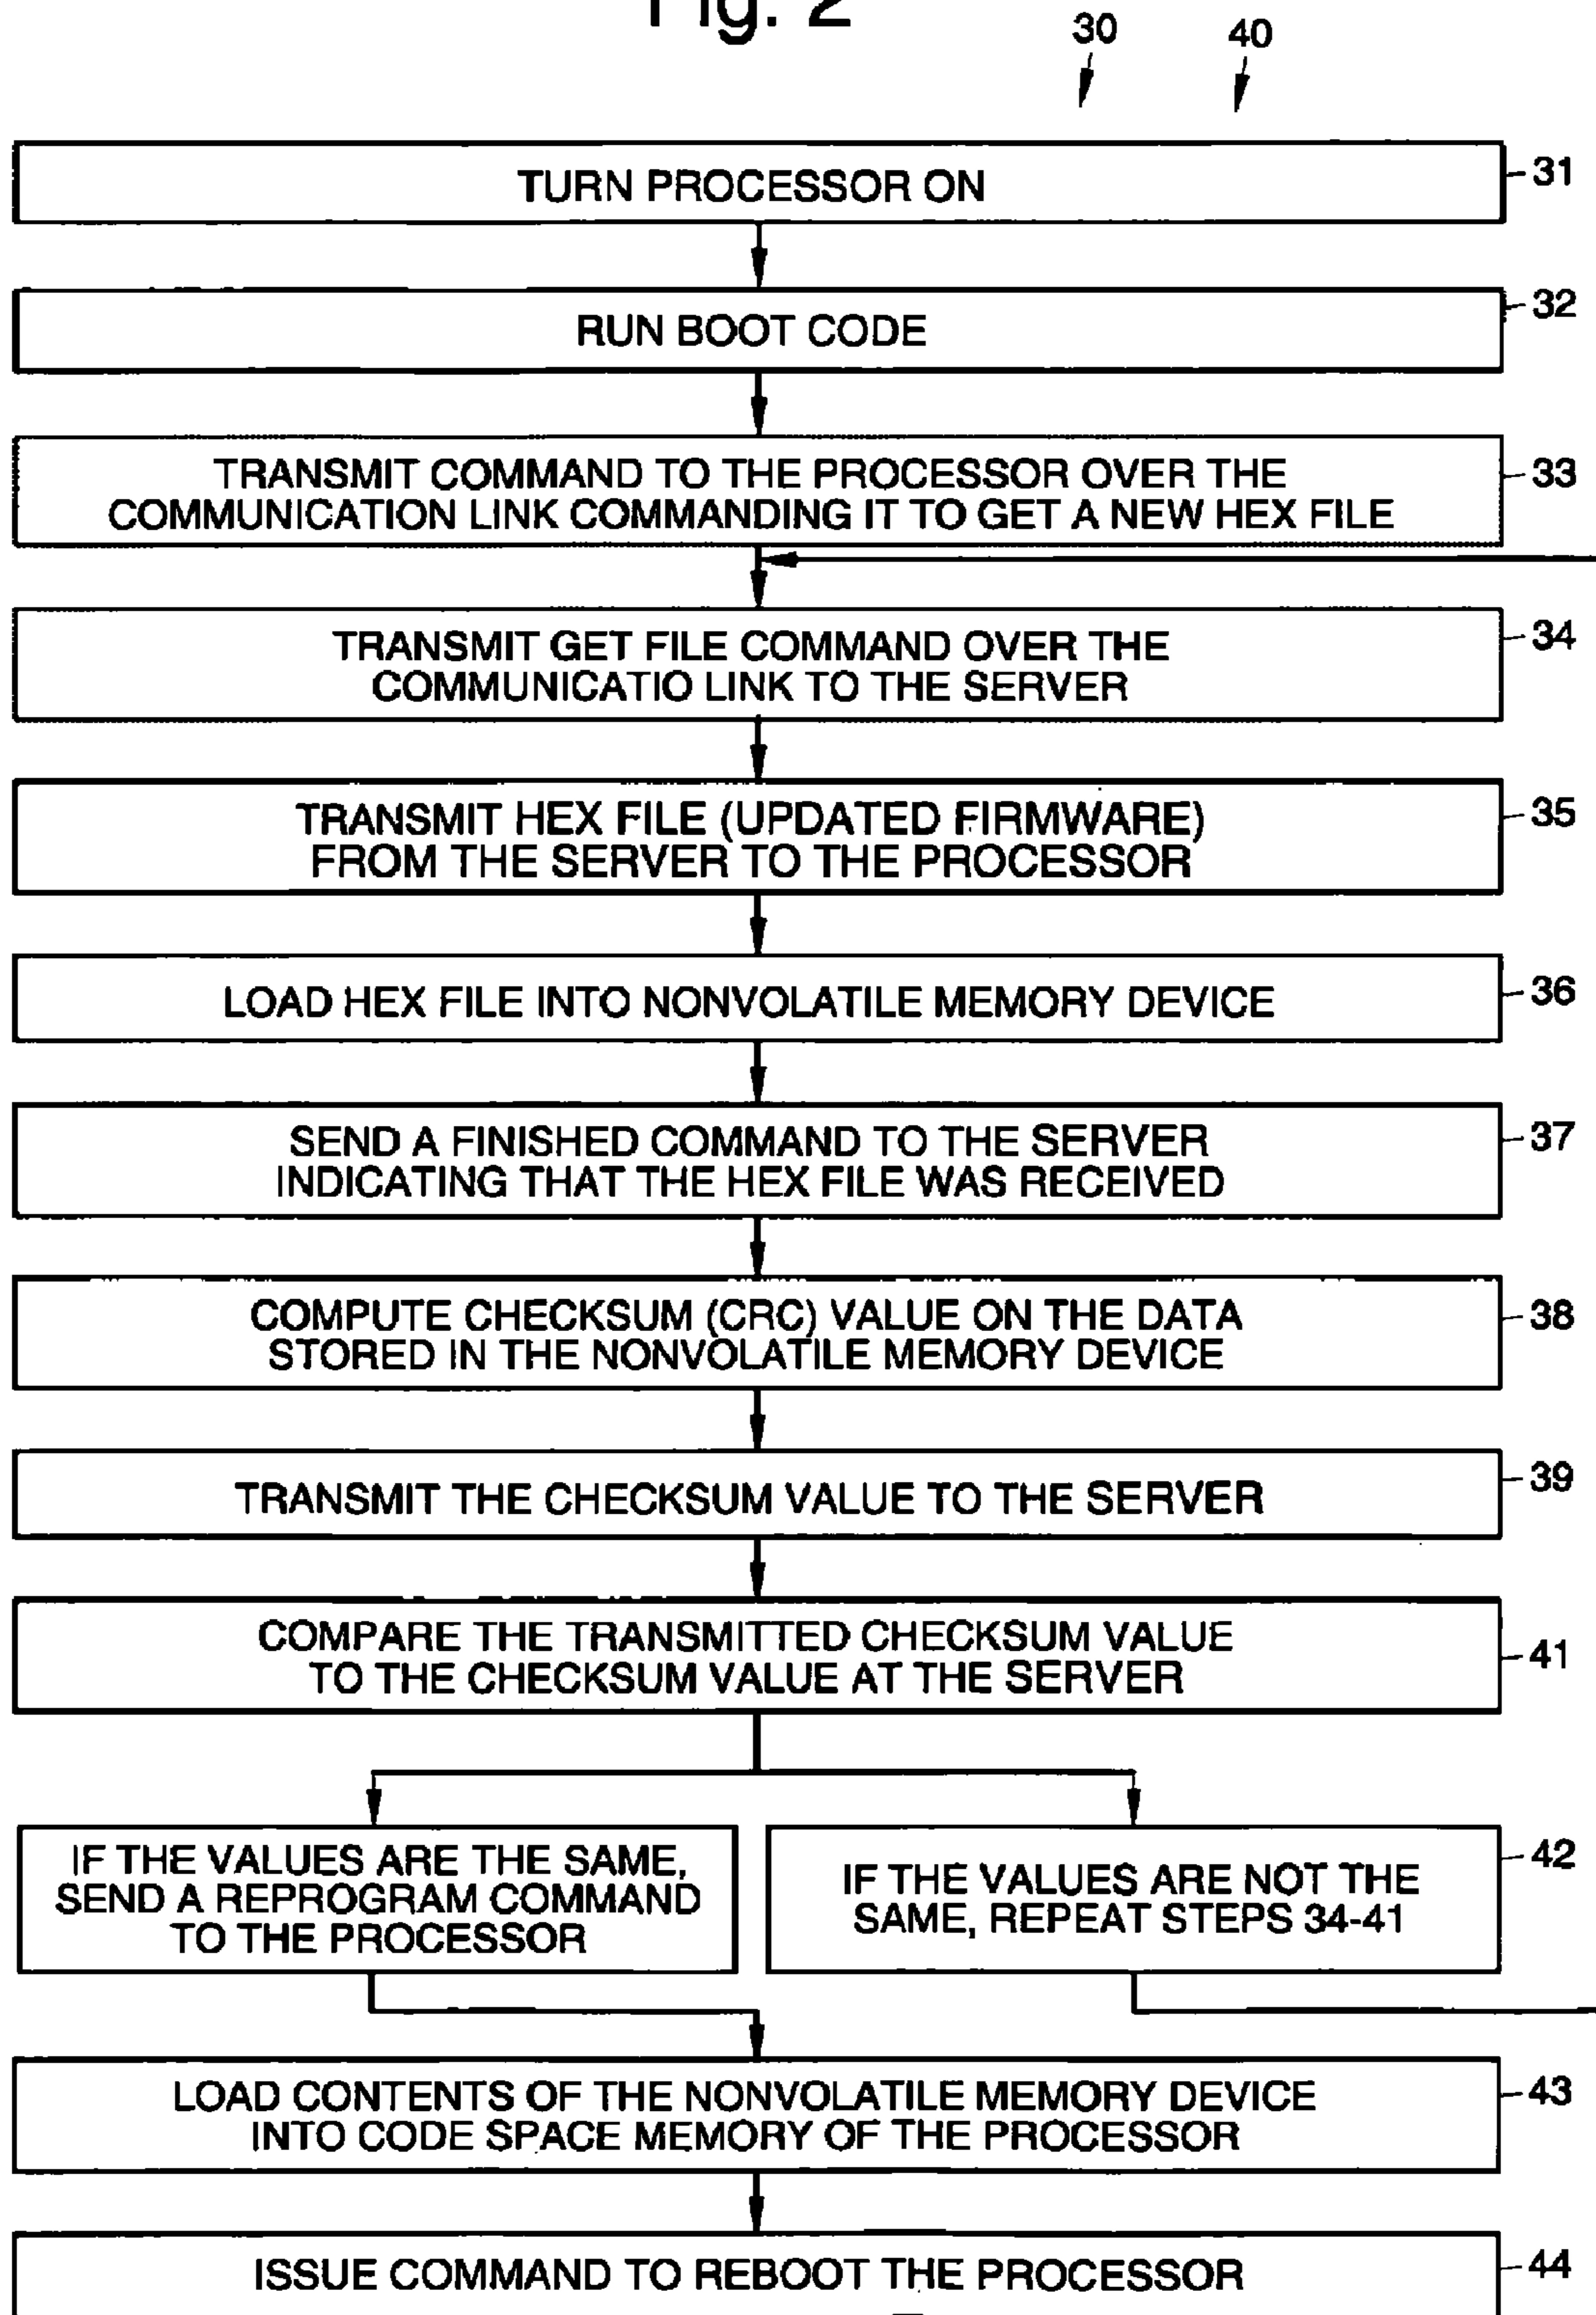 Fig. 2
30
40
TURN PROCESSOR ON
31
RUN BOOT CODE
32
TRANSMIT COMMAND TO THE PROCESSOR OVER THE
COMMUNICATION LINK COMMANDING IT TO GET A NEW HEX FILE
33
TRANSMIT GET FILE COMMAND OVER THE
COMMUNICATIO LINK TO THE SERVER
34
TRANSMIT HEX FILE (UPDATED FIRMWARE)
FROM THE SERVER TO THE PROCESSOR
35
LOAD HEX FILE INTO NONVOLATILE MEMORY DEVICE
36
SEND A FINISHED COMMAND TO THE SERVER
INDICATING THAT THE HEX FILE WAS RECEIVED
37
COMPUTE CHECKSUM (CRC) VALUE ON THE DATA
STORED IN THE NONVOLATILE MEMORY DEVICE
38
TRANSMIT THE CHECKSUM VALUE TO THE SERVER
39
COMPARE THE TRANSMITTED CHECKSUM VALUE
TO THE CHECKSUM VALUE AT THE SERVER
41
IF THE VALUES ARE THE SAME,
SEND A REPROGRAM COMMAND
TO THE PROCESSOR
IF THE VALUES ARE NOT THE
SAME, REPEAT STEPS 34-41
42
LOAD CONTENTS OF THE NONVOLATILE MEMORY DEVICE
INTO CODE SPACE MEMORY OF THE PROCESSOR
43
ISSUE COMMAND TO REBOOT THE PROCESSOR
44